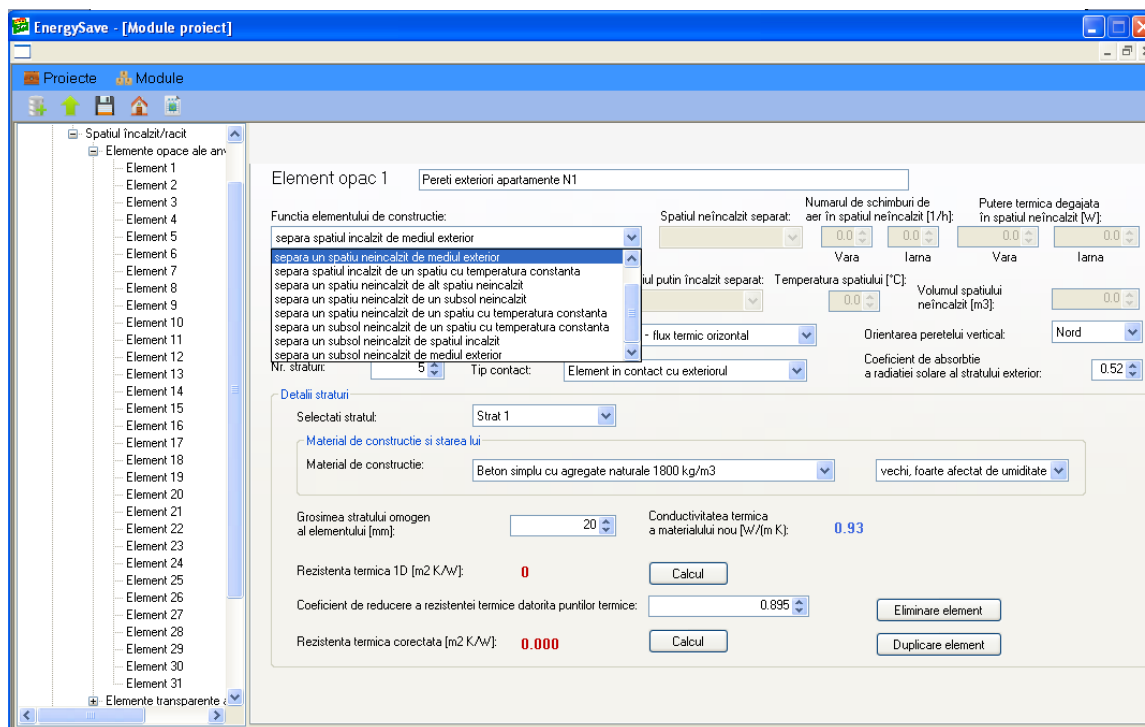 EnergySave - [Module proiect]
Proiecte Module
Spatiul încalzit/racit
Elemente opace ale anv
Element 1
Element 2
Element 3
Element 4
Element 5
Element 6
Element 7
Element 8
Element 9
Element 10
Element 11
Element 12
Element 13
Element 14
Element 15
Element 16
Element 17
Element 18
Element 19
Element 20
Element 21
Element 22
Element 23
Element 24
Element 25
Element 26
Element 27
Element 28
Element 29
Element 30
Element 31
Elemente transparente a
Element opac 1 Pereti exteriori apartamente N1
Functia elementului de constructie:
separa spatiul incalzit de mediul exterior
separa un spatiu neincalzit de mediul exterior
separa spatiul incalzit de un spatiu cu temperatura constanta
separa un spatiu neincalzit de alt spatiu neincalzit
separa un spatiu neincalzit de un subsol neincalzit
separa un spatiu neincalzit de un spatiu cu temperatura constanta
separa un subsol neincalzit de un spatiu cu temperatura constanta
separa un subsol neincalzit de spatiul incalzit
separa un subsol neincalzit de mediul exterior
Spatiul neîncalzit separat:
Numarul de schimburi de
aer în spatiul neîncalzit [1/h]:
0.0 0.0
Vara Iarna
Putere termica degajata
în spatiul neîncalzit [W]:
0.0 0.0
Vara Iarna
iul putin încalzit separat: Temperatura spatiului [°C]:
0.0
Volumul spatiului
neîncalzit [m3]:
0.0
- flux termic orizontal
Orientarea peretelui vertical: Nord
Nr. straturi: 5
Tip contact: Element in contact cu exteriorul
Coeficient de absorbtie
a radiatiei solare al stratului exterior: 0.52
Detalii straturi
Selectati stratul: Strat 1
Material de constructie si starea lui
Material de constructie: Beton simplu cu agregate naturale 1800 kg/m3 vechi, foarte afectat de umiditate
Grosimea stratului omogen
al elementului [mm]: 20
Conductivitatea termica
a materialului nou [W/(m K): 0.93
Rezistenta termica 1D [m2 K/W]: 0 Calcul
Coeficient de reducere a rezistentei termice datorita puntilor termice: 0.895 Eliminare element
Rezistenta termica corectata [m2 K/W]: 0.000 Calcul Duplicare element